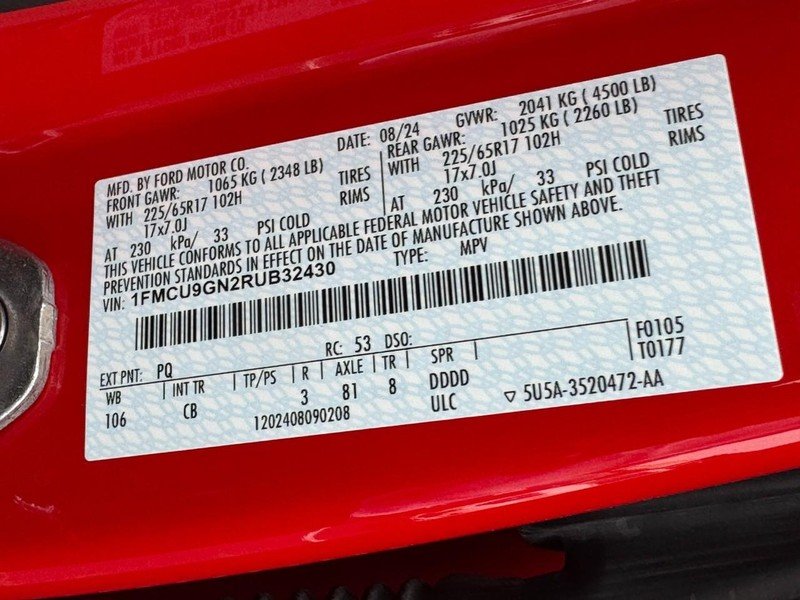 MFD. BY FORD MOTOR CO. DATE: 08/24 GVWR: 2041 KG ( 4500 LB)
FRONT GAWR: 1065 KG ( 2348 LB) REAR GAWR: 1025 KG ( 2260 LB)
WITH 225/65R17 102H TIRES WITH 225/65R17 102H TIRES
17x7.0J RIMS 17x7.0J RIMS
AT 230 kPa/ 33 PSI COLD AT 230 kPa/ 33 PSI COLD
THIS VEHICLE CONFORMS TO ALL APPLICABLE FEDERAL MOTOR VEHICLE SAFETY AND THEFT
PREVENTION STANDARDS IN EFFECT ON THE DATE OF MANUFACTURE SHOWN ABOVE.
VIN: 1FMCU9GN2RUB32430 TYPE: MPV
EXT PNT: PQ RC: 53 DSO: F0105
WB INT TR TP/PS R AXLE TR SPR T0177
106 CB 3 81 8 DDDD
1202408090208 ULC ▽ 5U5A-3520472-AA